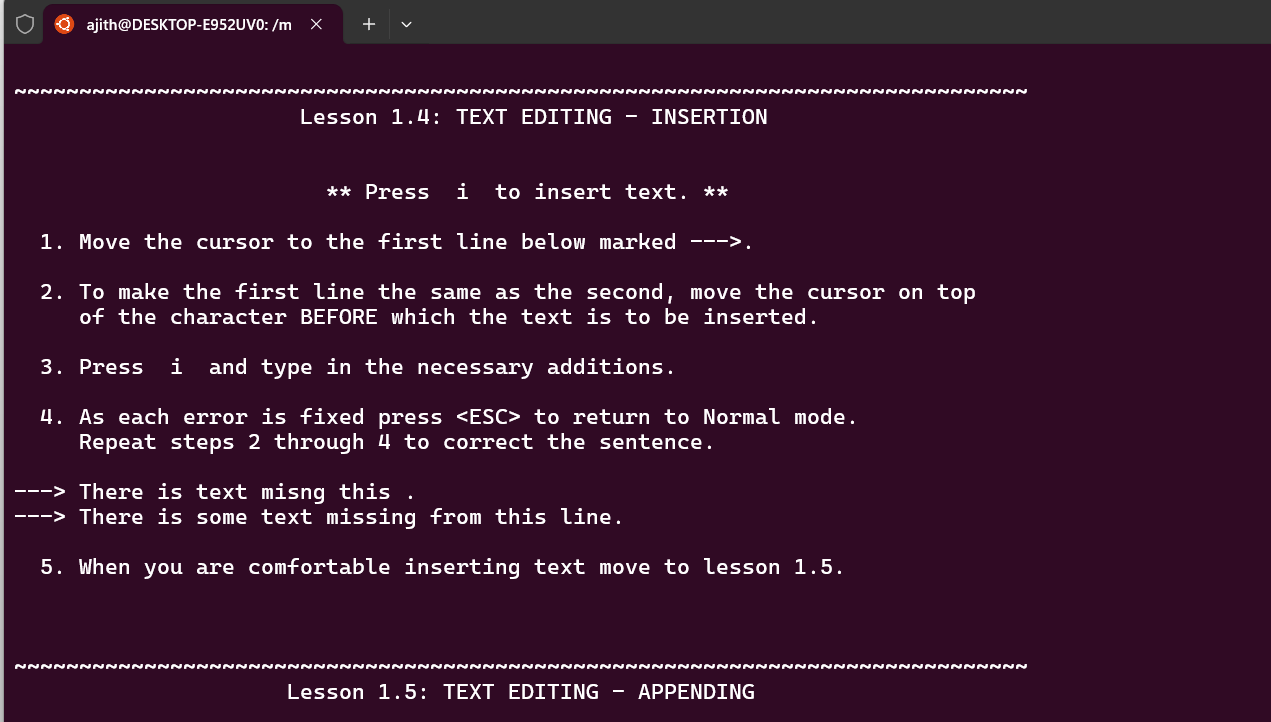 ajith@DESKTOP-E952UV0: /m
~~~~~~~~~~~~~~~~~~~~~~~~~~~~~~~~~~~~~~~~~~~~~~~~~~~~~~~~~~~~~~~~~~~~~~~~~~~~~~
Lesson 1.4: TEXT EDITING - INSERTION
** Press  i  to insert text. **
1. Move the cursor to the first line below marked --->.
2. To make the first line the same as the second, move the cursor on top
of the character BEFORE which the text is to be inserted.
3. Press  i  and type in the necessary additions.
4. As each error is fixed press <ESC> to return to Normal mode.
Repeat steps 2 through 4 to correct the sentence.
---> There is text misng this .
---> There is some text missing from this line.
5. When you are comfortable inserting text move to lesson 1.5.
~~~~~~~~~~~~~~~~~~~~~~~~~~~~~~~~~~~~~~~~~~~~~~~~~~~~~~~~~~~~~~~~~~~~~~~~~~~~~~
Lesson 1.5: TEXT EDITING - APPENDING